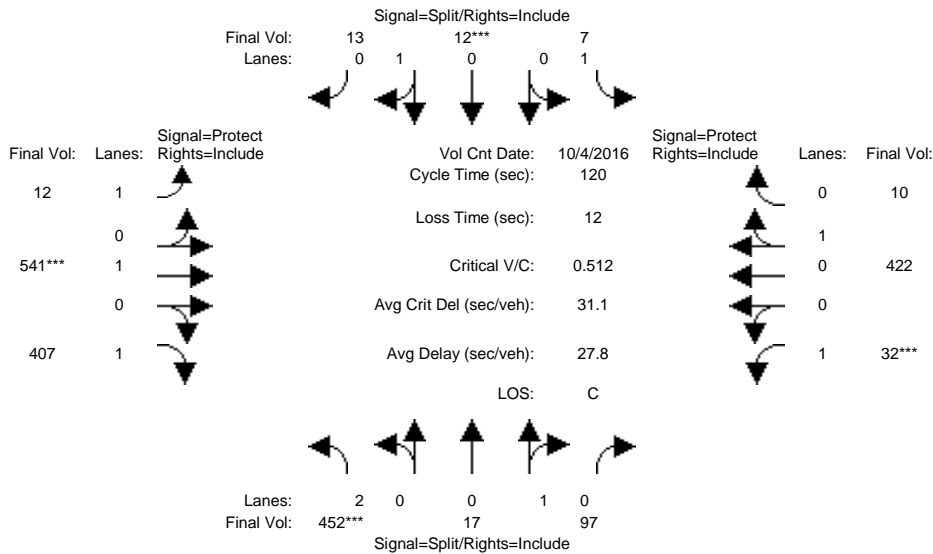 Signal=Split/Rights=Include
Final Vol: 13 12*** 7
Lanes: 0 1 0 0 1
Signal=Protect
Final Vol: Lanes: Rights=Include
Vol Cnt Date: 10/4/2016
Signal=Protect
Rights=Include Lanes: Final Vol:
Cycle Time (sec): 120
12 1
0 10
Loss Time (sec): 12
0
1
541*** 1
Critical V/C: 0.512
0 422
0
Avg Crit Del (sec/veh): 31.1
0
407 1
Avg Delay (sec/veh): 27.8
1 32***
LOS: C
Lanes: 2 0 0 1 0
Final Vol: 452*** 17 97
Signal=Split/Rights=Include